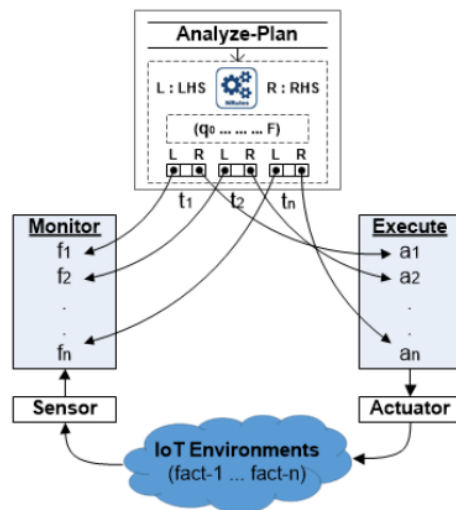 Analyze-Plan
L : LHS
NRules
R : RHS
(q0 ... ... ... F)
L R L R L R
t1 t2 tn
Monitor
f1
f2
.
.
fn
Execute
a1
a2
.
.
an
Sensor
Actuator
IoT Environments
(fact-1 ... fact-n)